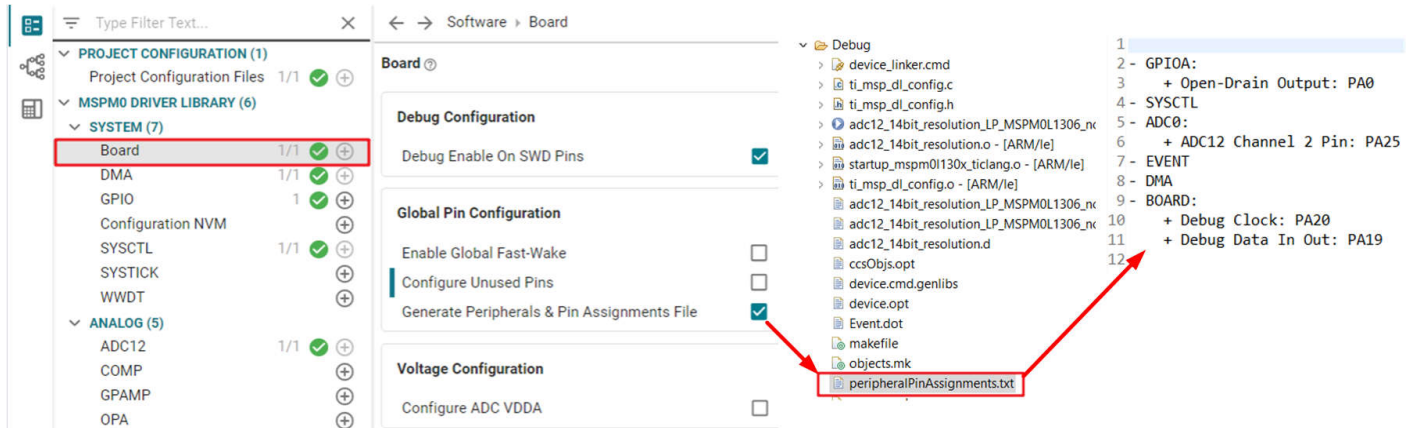 Type Filter Text...
PROJECT CONFIGURATION (1)
Project Configuration Files 1/1
MSPM0 DRIVER LIBRARY (6)
SYSTEM (7)
Board 1/1
DMA 1/1
GPIO 1
Configuration NVM
SYSCTL 1/1
SYSTICK
WWDT
ANALOG (5)
ADC12 1/1
COMP
GPAMP
OPA
Software Board
Board
Debug Configuration
Debug Enable On SWD Pins
Global Pin Configuration
Enable Global Fast-Wake
Configure Unused Pins
Generate Peripherals & Pin Assignments File
Voltage Configuration
Configure ADC VDDA
Debug
device_linker.cmd
ti_msp_dl_config.c
ti_msp_dl_config.h
adc12_14bit_resolution_LP_MSPM0L1306_nc
adc12_14bit_resolution.o - [ARM/le]
startup_mspm0l130x_ticlang.o - [ARM/le]
ti_msp_dl_config.o - [ARM/le]
adc12_14bit_resolution_LP_MSPM0L1306_nc
adc12_14bit_resolution_LP_MSPM0L1306_nc
adc12_14bit_resolution.d
ccsObjs.opt
device.cmd.genlibs
device.opt
Event.dot
makefile
objects.mk
peripheralPinAssignments.txt
1
2 - GPIOA:
3 + Open-Drain Output: PA0
4 - SYSCTL
5 - ADC0:
6 + ADC12 Channel 2 Pin: PA25
7 - EVENT
8 - DMA
9 - BOARD:
10 + Debug Clock: PA20
11 + Debug Data In Out: PA19
12